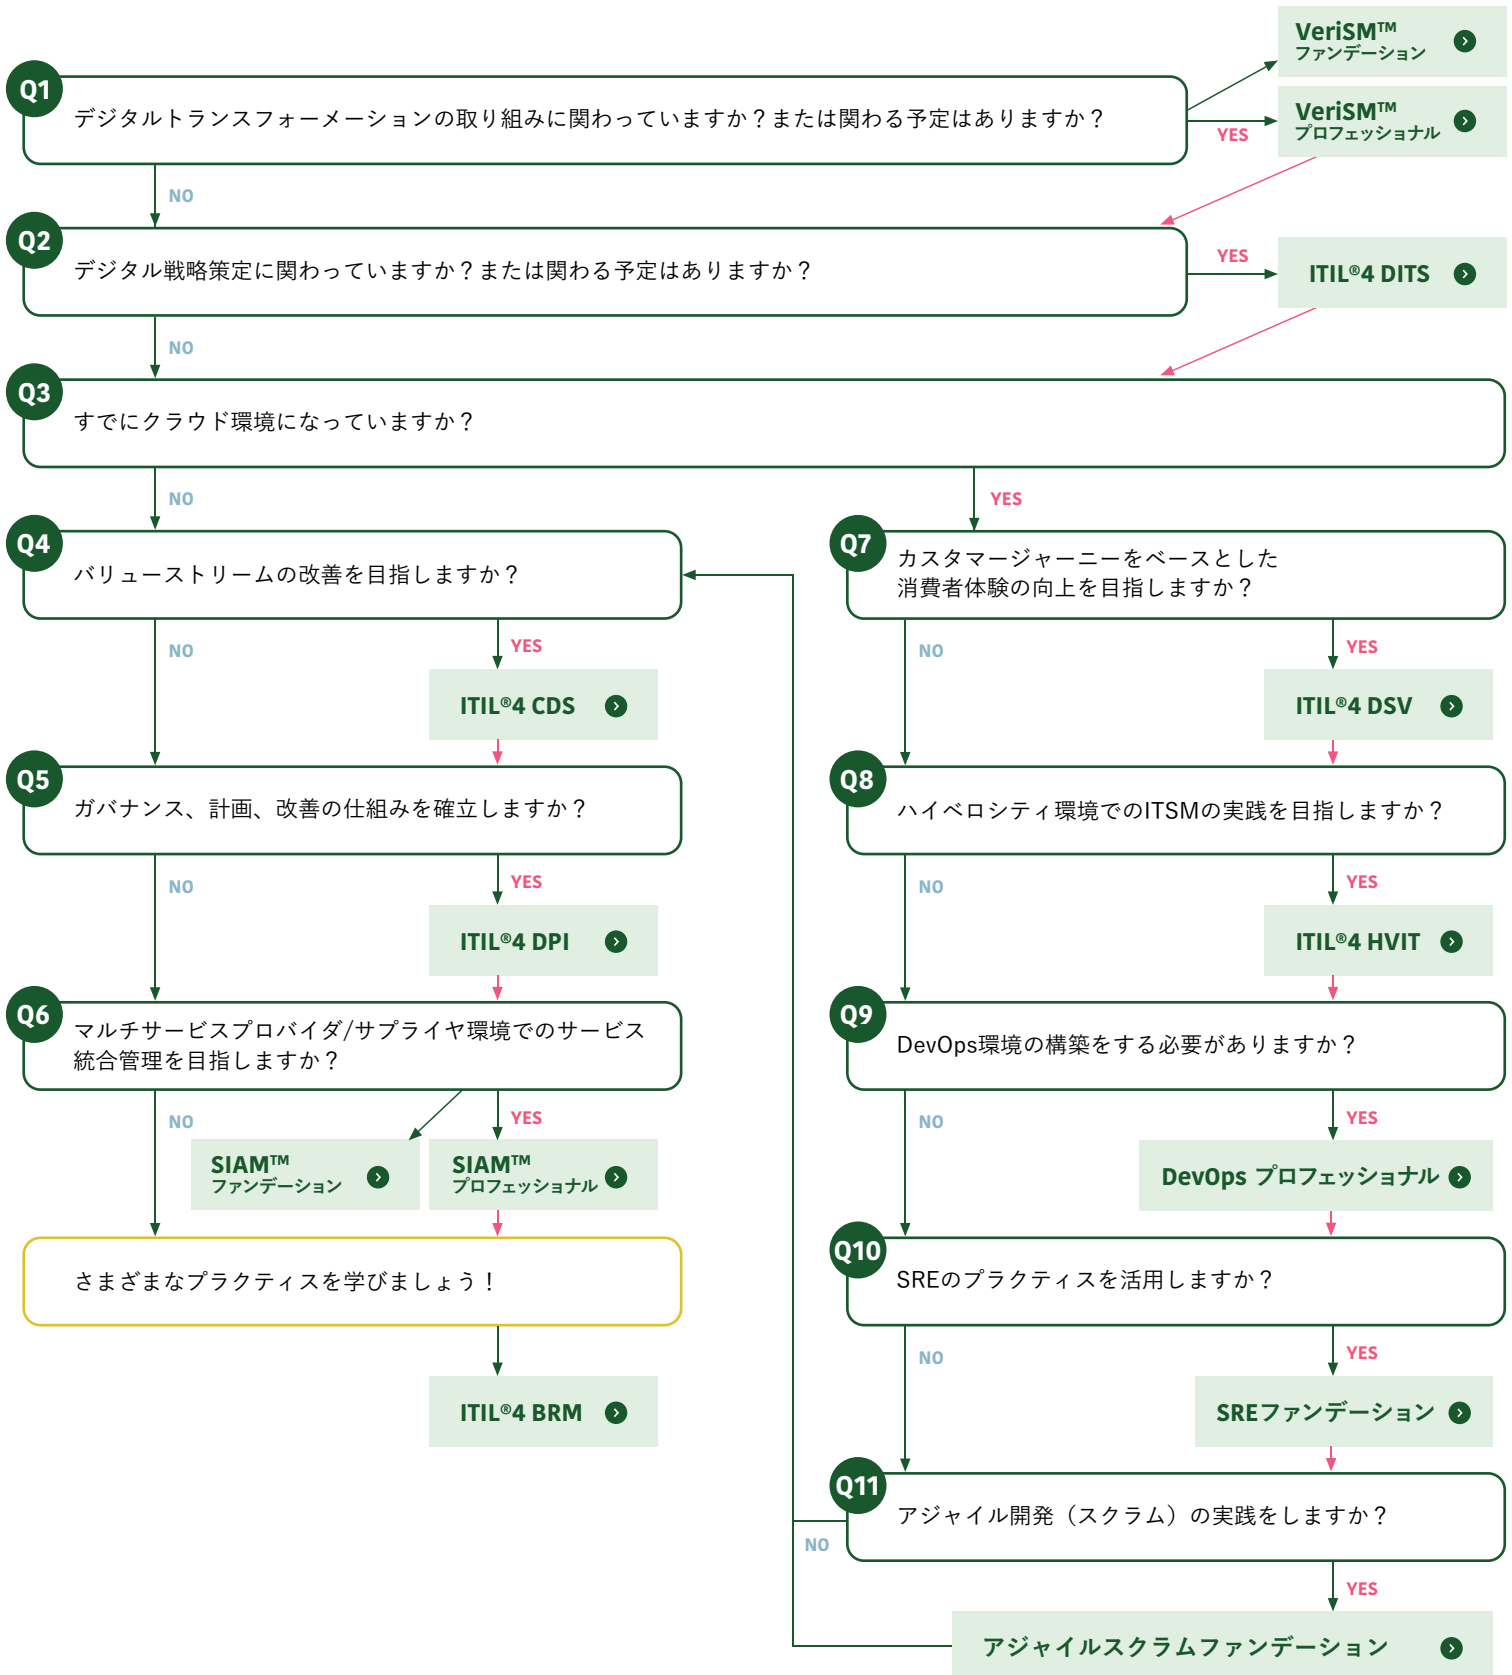 VeriSM™
ファンデーション
Q1
デジタルトランスフォーメーションの取り組みに関わっていますか？または関わる予定はありますか？
YES
VeriSM™
プロフェッショナル
NO
Q2
デジタル戦略策定に関わっていますか？または関わる予定はありますか？
YES
ITIL®4 DITS
NO
Q3
すでにクラウド環境になっていますか？
NO
YES
Q4
バリューストリームの改善を目指しますか？
NO
YES
ITIL®4 CDS
Q5
ガバナンス、計画、改善の仕組みを確立しますか？
NO
YES
ITIL®4 DPI
Q6
マルチサービスプロバイダ/サプライヤ環境でのサービス
統合管理を目指しますか？
NO
YES
SIAM™
ファンデーション
SIAM™
プロフェッショナル
さまざまなプラクティスを学びましょう！
ITIL®4 BRM
Q7
カスタマージャーニーをベースとした
消費者体験の向上を目指しますか？
NO
YES
ITIL®4 DSV
Q8
ハイベロシティ環境でのITSMの実践を目指しますか？
NO
YES
ITIL®4 HVIT
Q9
DevOps環境の構築をする必要がありますか？
NO
YES
DevOps プロフェッショナル
Q10
SREのプラクティスを活用しますか？
NO
YES
SREファンデーション
Q11
アジャイル開発（スクラム）の実践をしますか？
NO
YES
アジャイルスクラムファンデーション